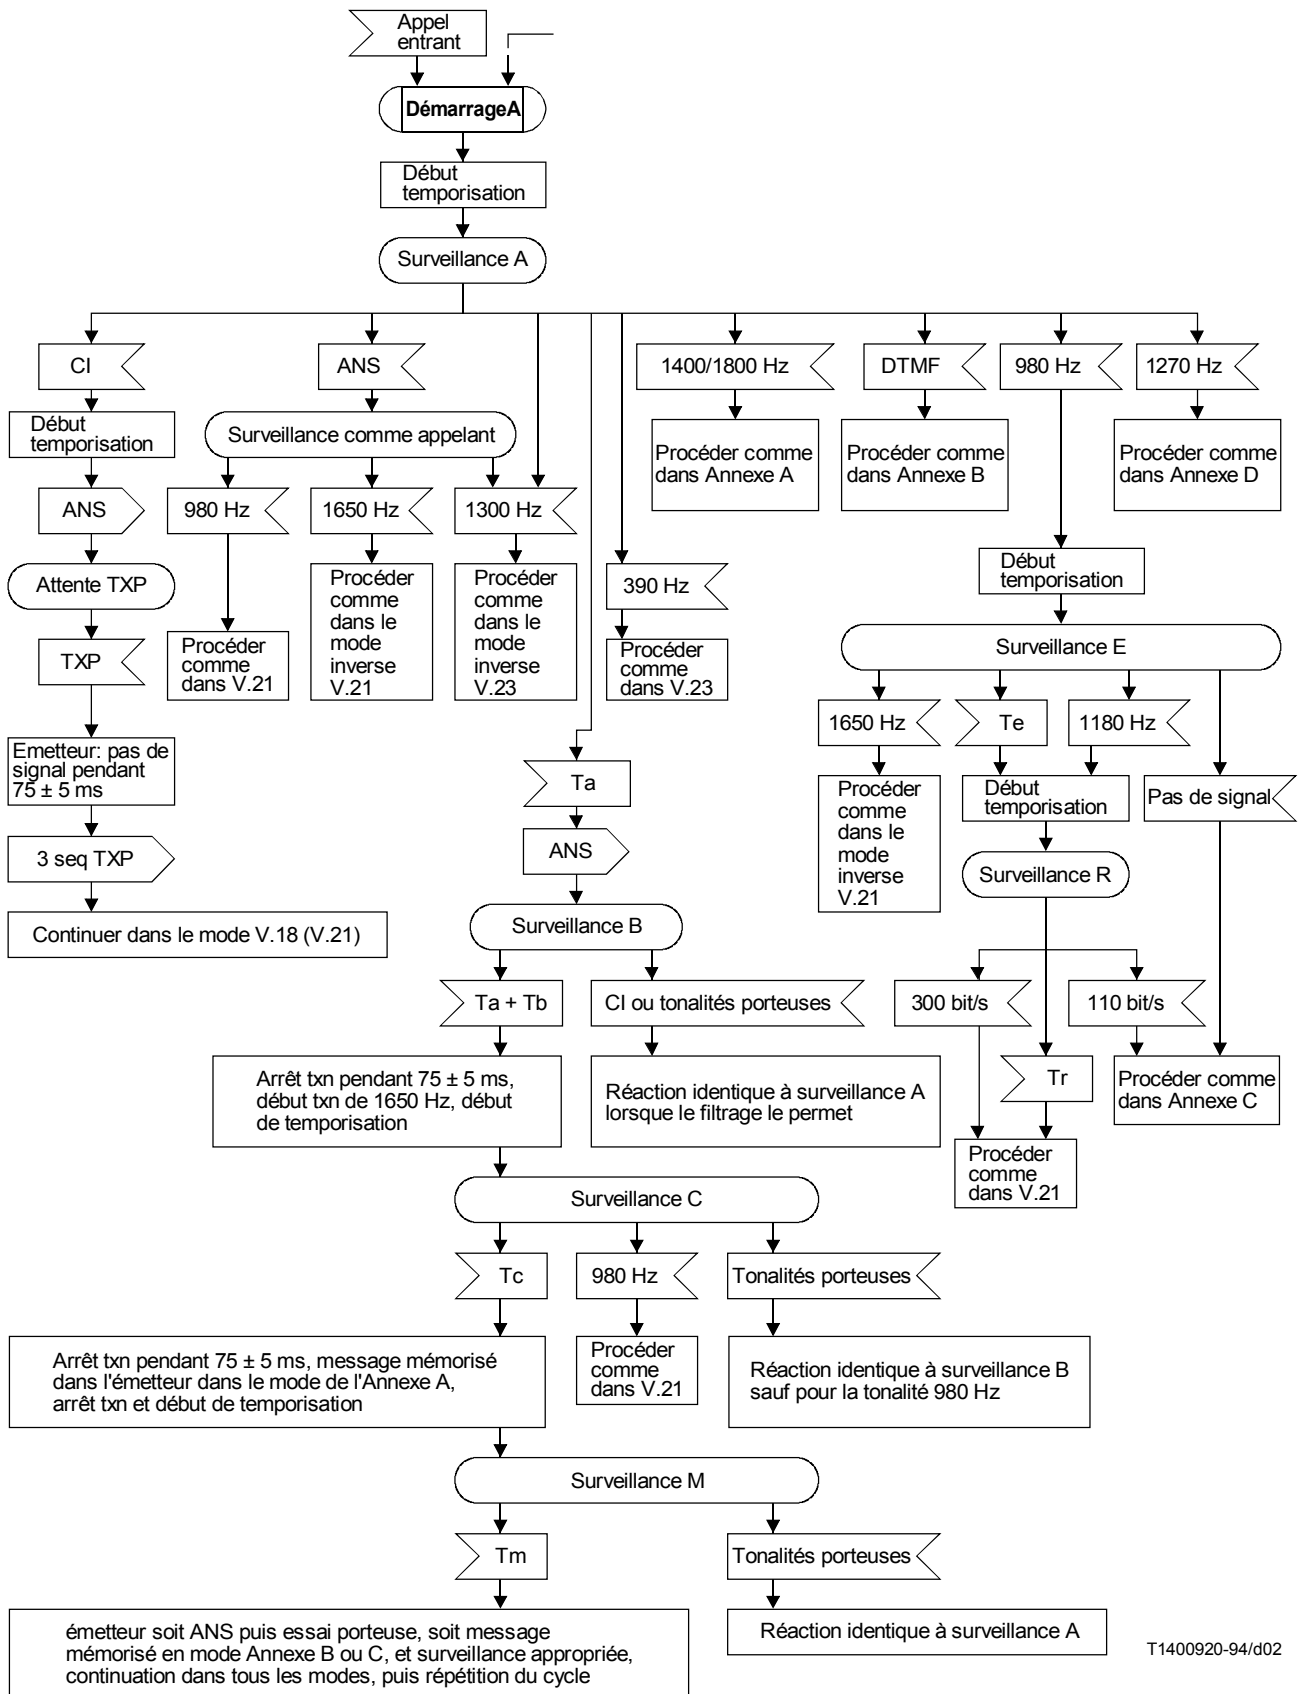 Appel
entrant
DémarrageA
Début
temporisation
Surveillance A
CI
ANS
1400/1800 Hz
DTMF
980 Hz
1270 Hz
Début
temporisation
Surveillance comme appelant
Procéder comme
dans Annexe A
Procéder comme
dans Annexe B
Procéder comme
dans Annexe D
ANS
980 Hz
1650 Hz
1300 Hz
Attente TXP
Procéder
comme
dans le
mode
inverse
V.21
Procéder
comme
dans le
mode
inverse
V.23
390 Hz
Début
temporisation
TXP
Procéder
comme
dans V.21
Procéder
comme
dans V.23
Surveillance E
Emetteur: pas de
signal pendant
75 ± 5 ms
1650 Hz
Te
1180 Hz
Ta
Procéder
comme
dans le
mode
inverse
V.21
Début
temporisation
Pas de signal
3 seq TXP
ANS
Surveillance R
Continuer dans le mode V.18 (V.21)
Surveillance B
Ta + Tb
CI ou tonalités porteuses
300 bit/s
110 bit/s
Arrêt txn pendant 75 ± 5 ms,
début txn de 1650 Hz, début
de temporisation
Réaction identique à surveillance A
lorsque le filtrage le permet
Tr
Procéder comme
dans Annexe C
Procéder
comme
dans V.21
Surveillance C
Tc
980 Hz
Tonalités porteuses
Arrêt txn pendant 75 ± 5 ms, message mémorisé
dans l'émetteur dans le mode de l'Annexe A,
arrêt txn et début de temporisation
Procéder
comme
dans V.21
Réaction identique à surveillance B
sauf pour la tonalité 980 Hz
Surveillance M
Tm
Tonalités porteuses
émetteur soit ANS puis essai porteuse, soit message
mémorisé en mode Annexe B ou C, et surveillance appropriée,
continuation dans tous les modes, puis répétition du cycle
Réaction identique à surveillance A
T1400920-94/d02